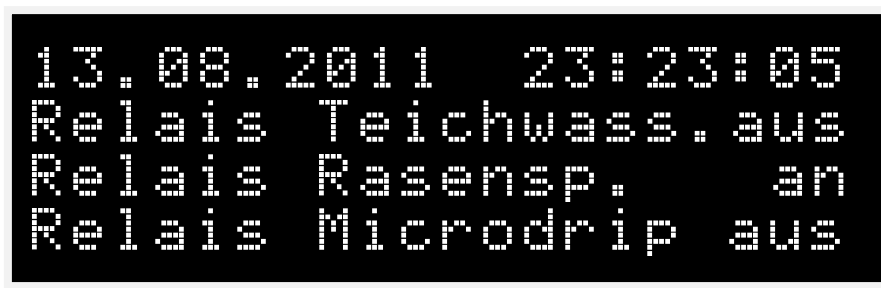 13.08.2011 23:23:05
Relais Teichwass.aus
Relais Rasensp. an
Relais Microdrip aus